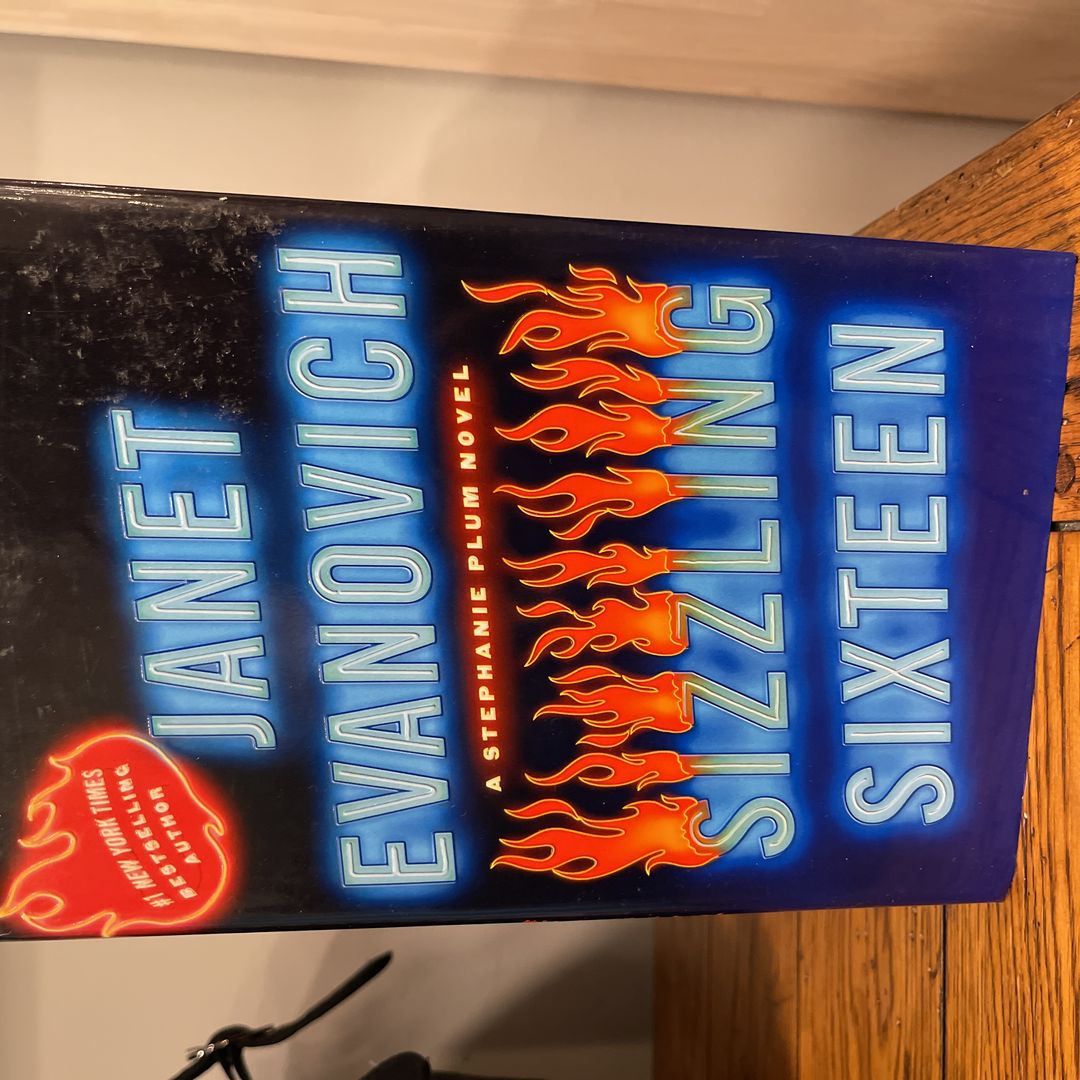 #1 NEW YORK TIMES
BESTSELLING
AUTHOR
JANET
EVANOVICH
A STEPHANIE PLUM NOVEL
SIZZLING
SIXTEEN